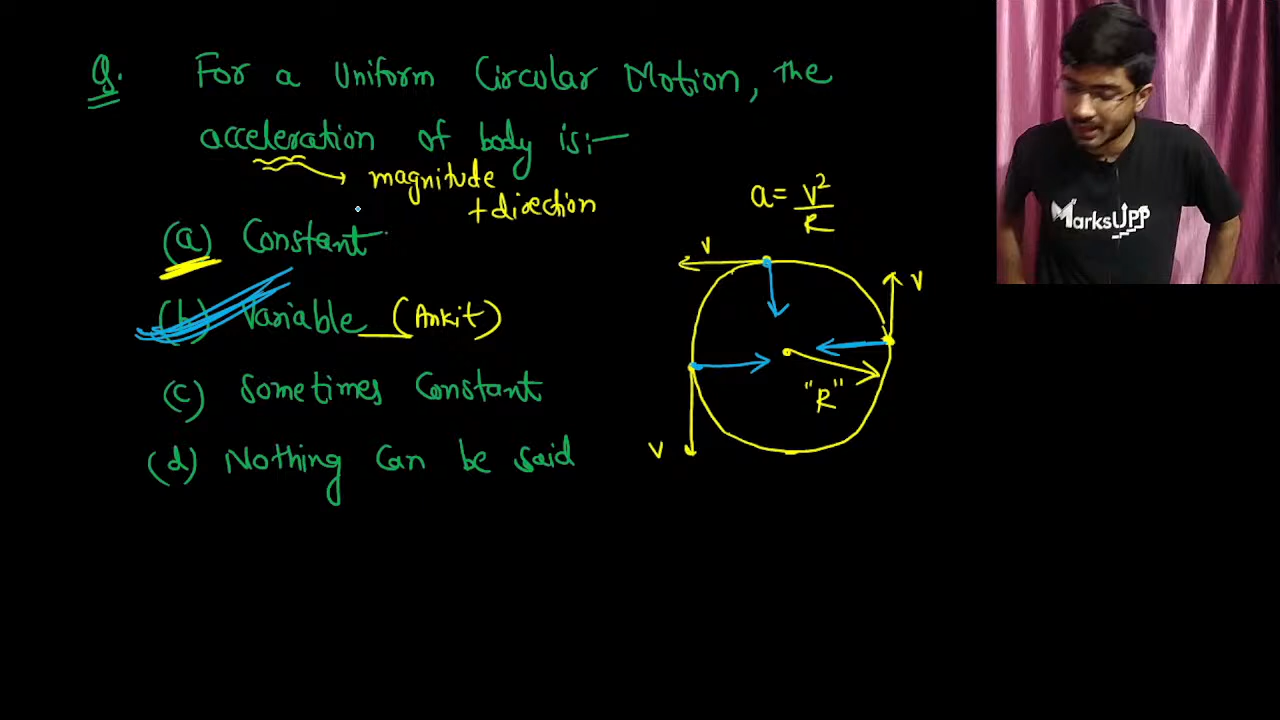 Q. For a Uniform Circular Motion, the
acceleration of body is:—
magnitude
+direction
(a) Constant
(b) Variable (Ankit)
(c) Sometimes Constant
(d) Nothing Can be said
a = v²/R
v
v
"R"
v
MARKSUPP